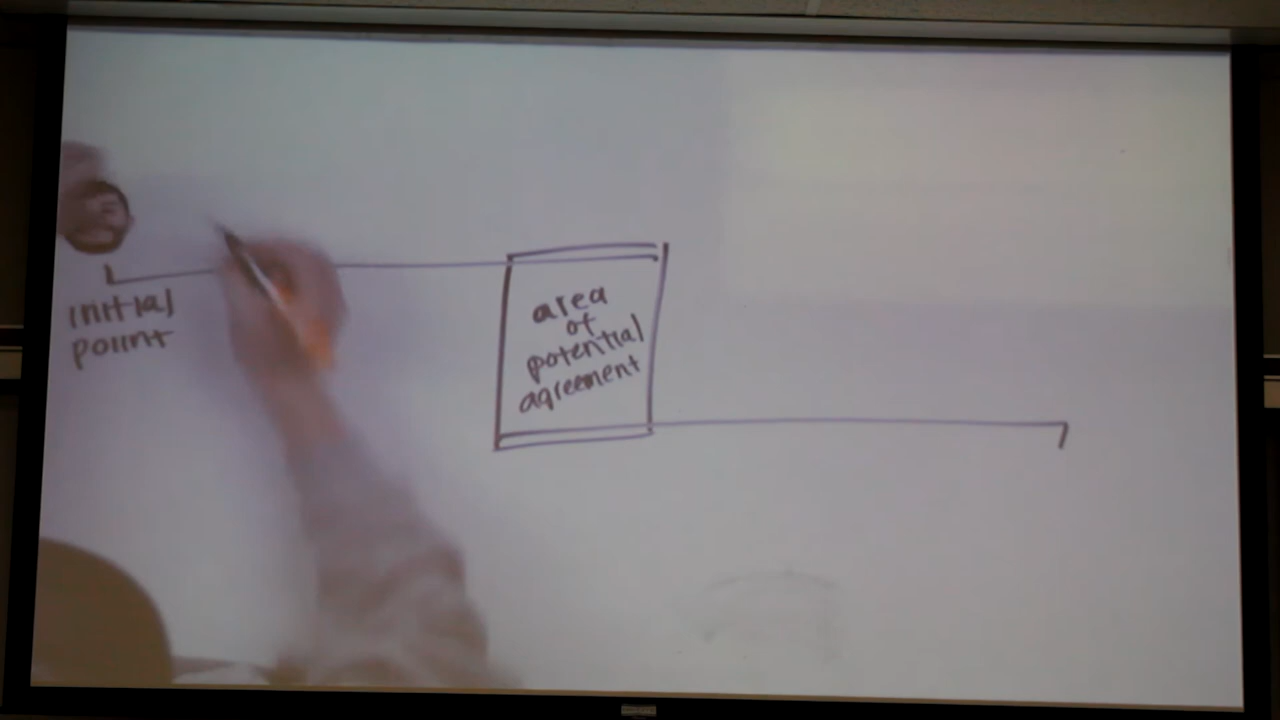 initial
point
area
of
potential
agreement